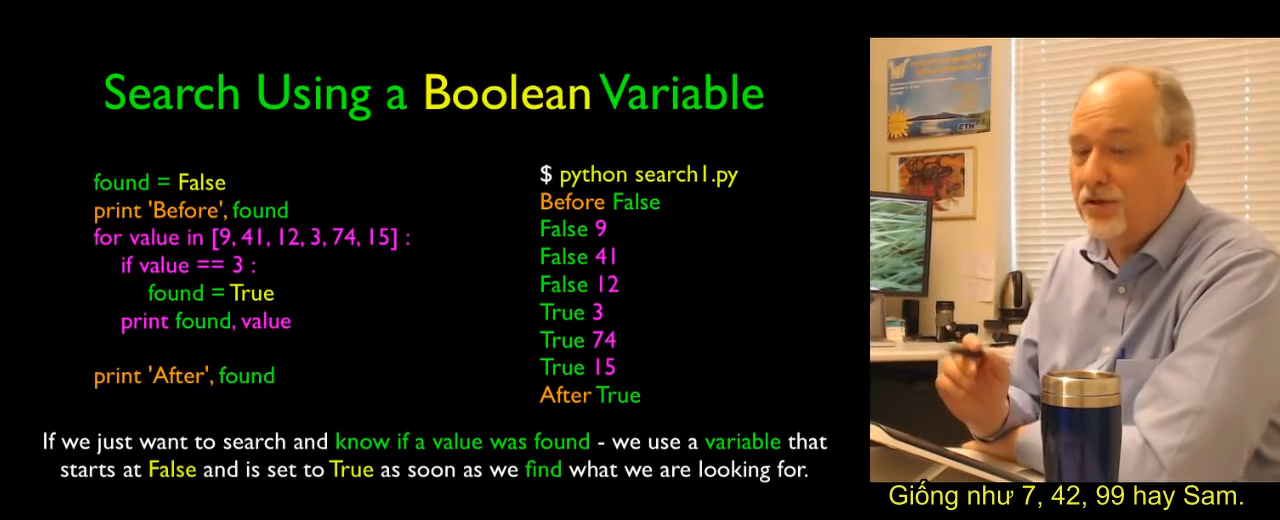 Search Using a Boolean Variable
found = False
print 'Before', found
for value in [9, 41, 12, 3, 74, 15] :
if value == 3 :
found = True
print found, value
print 'After', found
$ python search1.py
Before False
False 9
False 41
False 12
True 3
True 74
True 15
After True
If we just want to search and know if a value was found - we use a variable that
starts at False and is set to True as soon as we find what we are looking for.
ETH
Giống như 7, 42, 99 hay Sam.